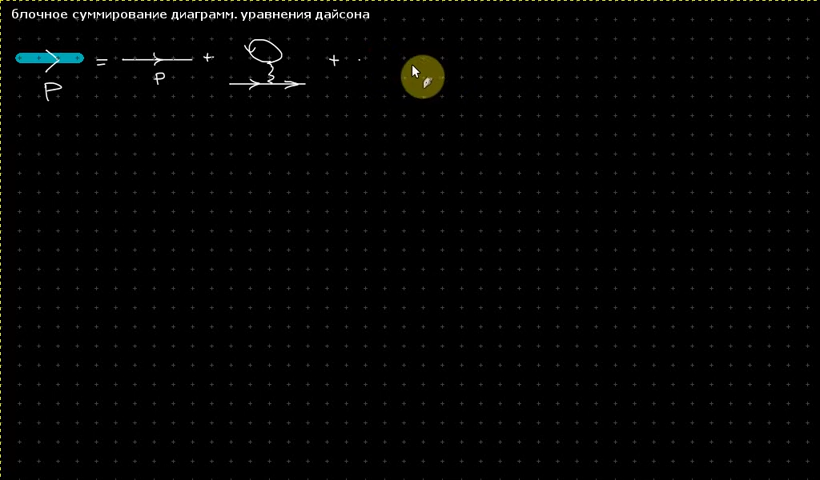 блочное суммирование диаграмм. уравнения дайсона
= + +
P P